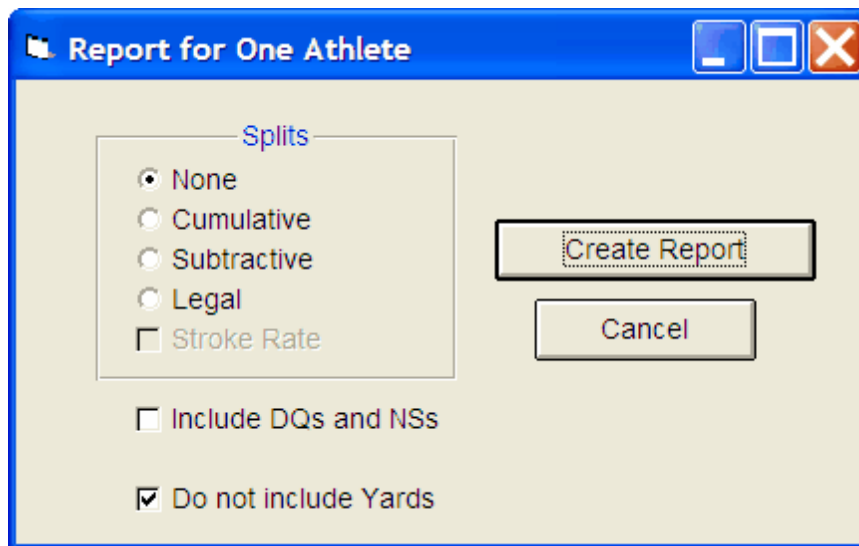 Report for One Athlete
Splits
None
Cumulative
Subtractive
Legal
Stroke Rate
Create Report
Cancel
Include DQs and NSs
Do not include Yards